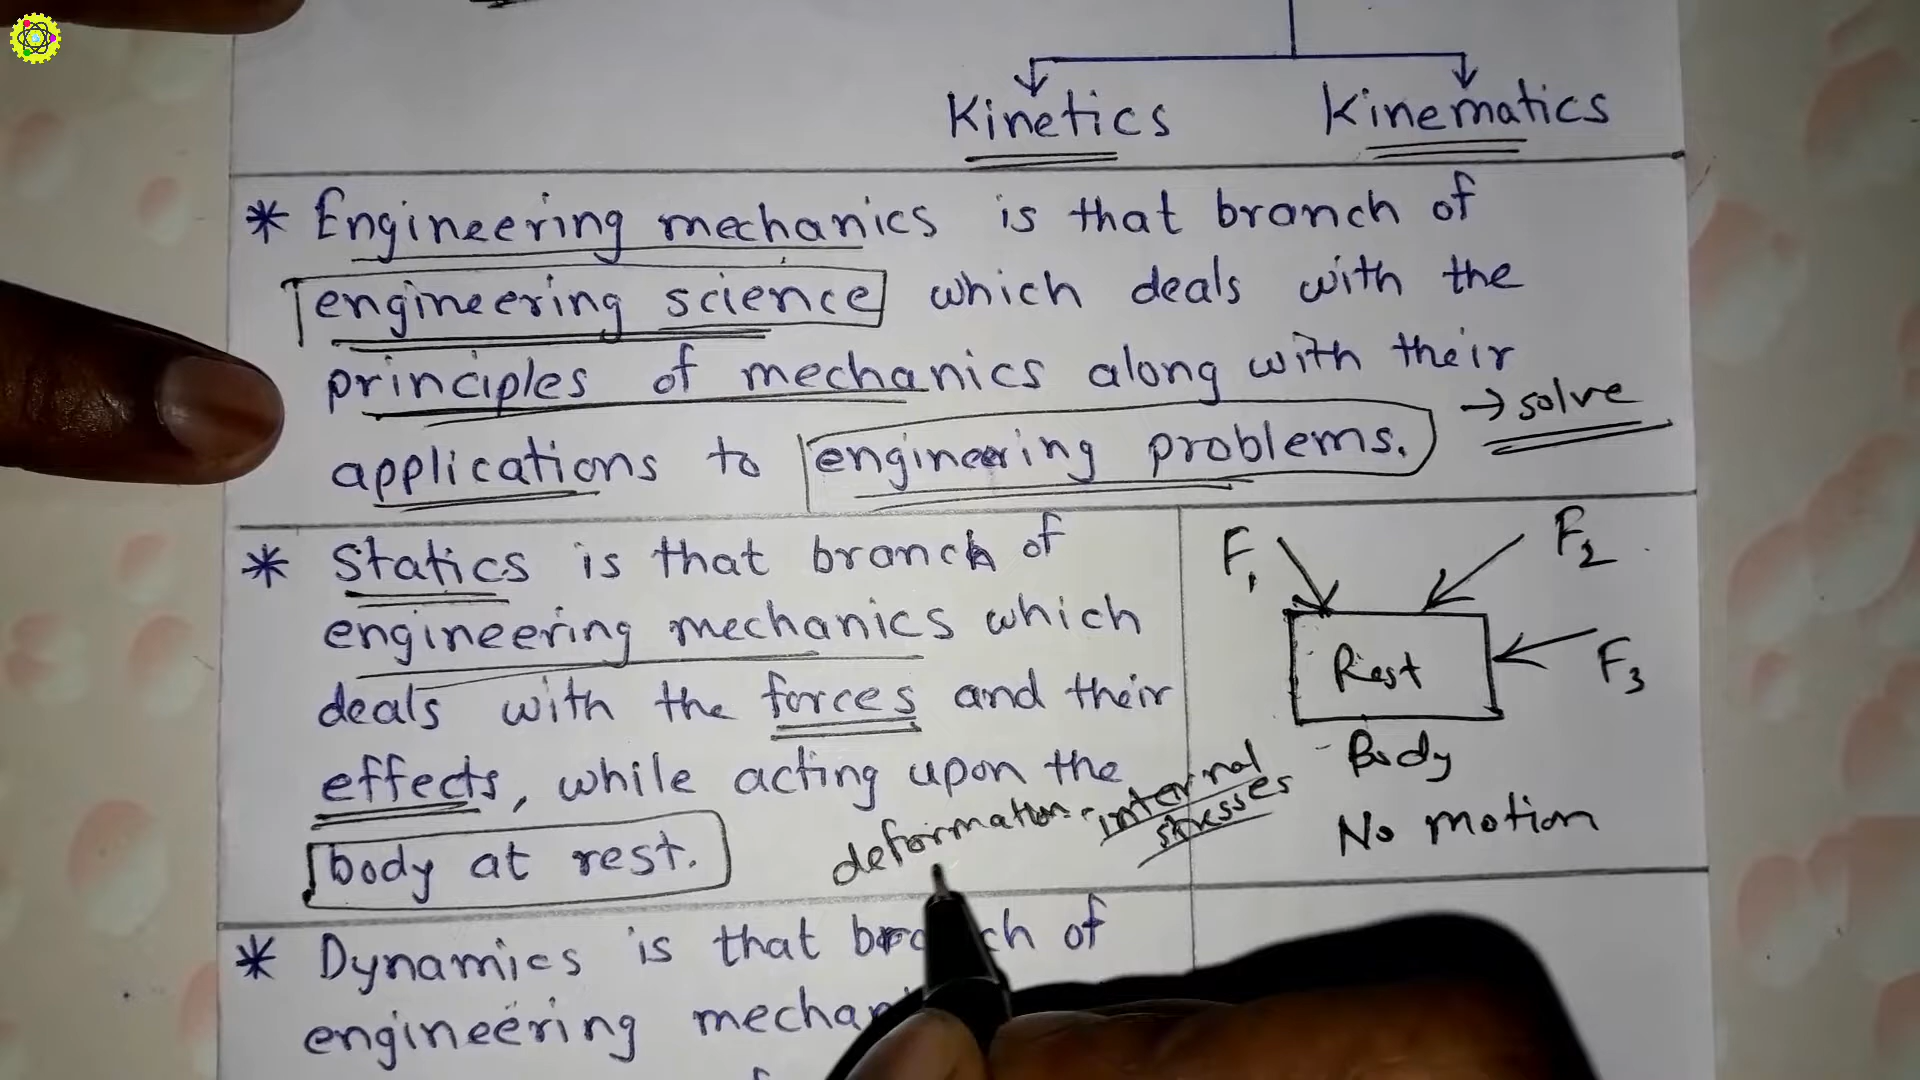 Kinetics Kinematics
* Engineering mechanics is that branch of
engineering science which deals with the
principles of mechanics along with their
applications to engineering problems. → solve
* Statics is that branch of
engineering mechanics which
deals with the forces and their
effects, while acting upon the
body at rest.
deformation - internal
stresses
F1
F2
F3
Rest
Body
No motion
* Dynamics is that branch of
engineering